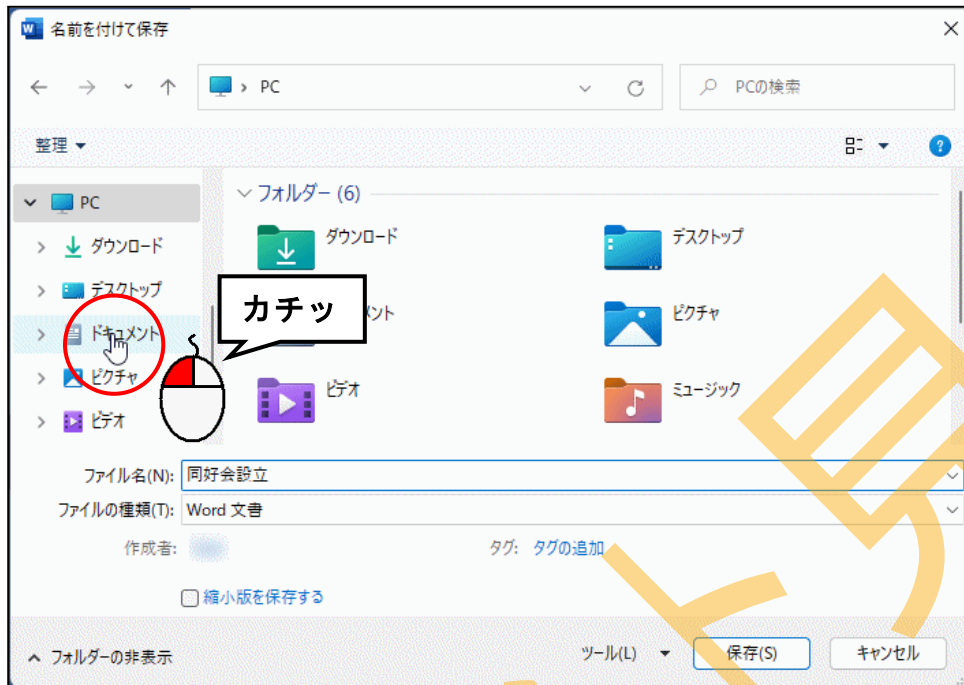 名前を付けて保存
PC
PCの検索
整理
PC
ダウンロード
デスクトップ
ドキュメント
ピクチャ
ビデオ
フォルダー (6)
ダウンロード
デスクトップ
カチッ
ント
ピクチャ
ビデオ
ミュージック
ファイル名(N): 同好会設立
ファイルの種類(T): Word 文書
作成者:
タグ: タグの追加
縮小版を保存する
フォルダーの非表示
ツール(L)
保存(S)
キャンセル